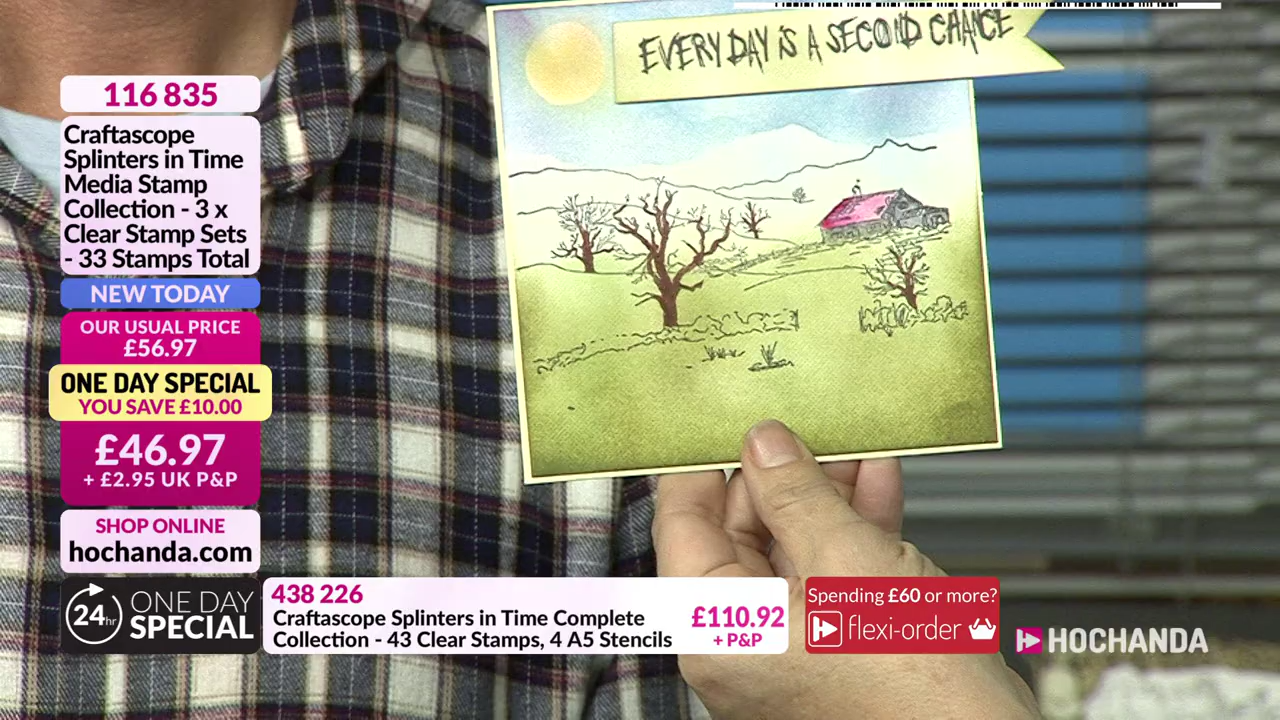 EVERY DAY IS A SECOND CHANCE
116 835
Craftascope
Splinters in Time
Media Stamp
Collection - 3 x
Clear Stamp Sets
- 33 Stamps Total
NEW TODAY
OUR USUAL PRICE
£56.97
ONE DAY SPECIAL
YOU SAVE £10.00
£46.97
+ £2.95 UK P&P
SHOP ONLINE
hochanda.com
24hr
ONE DAY
SPECIAL
438 226
Craftascope Splinters in Time Complete
Collection - 43 Clear Stamps, 4 A5 Stencils
£110.92
+ P&P
Spending £60 or more?
flexi-order
HOCHANDA